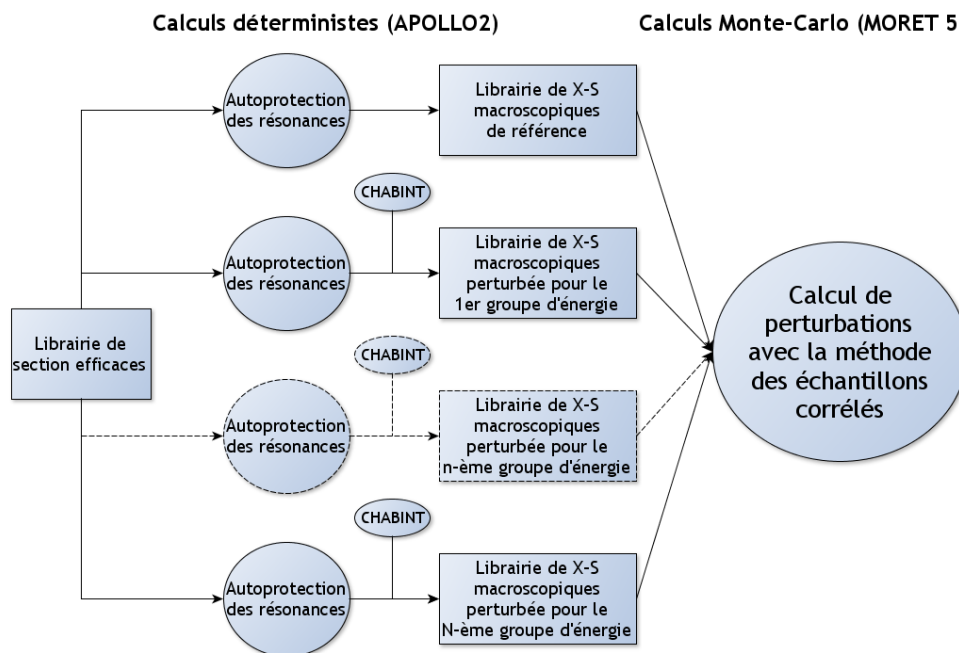 Calculs déterministes (APOLLO2)
Calculs Monte-Carlo (MORET 5
Autoprotection
des résonances
Librairie de X-S
macroscopiques
de référence
CHABINT
Autoprotection
des résonances
Librairie de X-S
macroscopiques
perturbée pour le
1er groupe d'énergie
Librairie de
section efficaces
Calcul de
perturbations
avec la méthode
des échantillons
corrélés
CHABINT
Autoprotection
des résonances
Librairie de X-S
macroscopiques
perturbée pour le
n-ème groupe d'énergie
CHABINT
Autoprotection
des résonances
Librairie de X-S
macroscopiques
perturbée pour le
N-ème groupe d'énergie